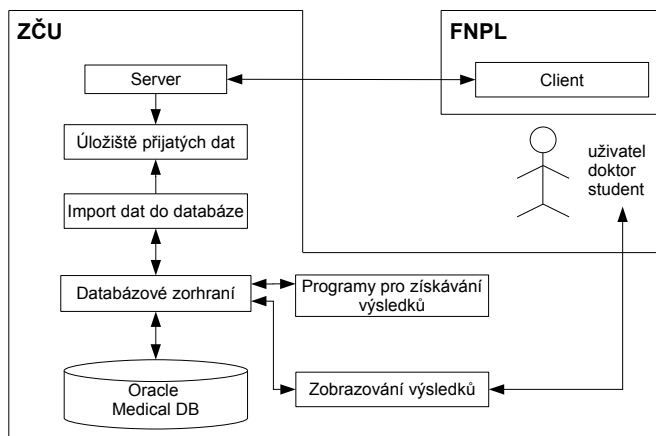 ZČU
FNPL
Server
Client
Úložiště přijatých dat
uživatel
doktor
student
Import dat do databáze
Databázové zorhraní
Programy pro získávání
výsledků
Oracle
Medical DB
Zobrazování výsledků